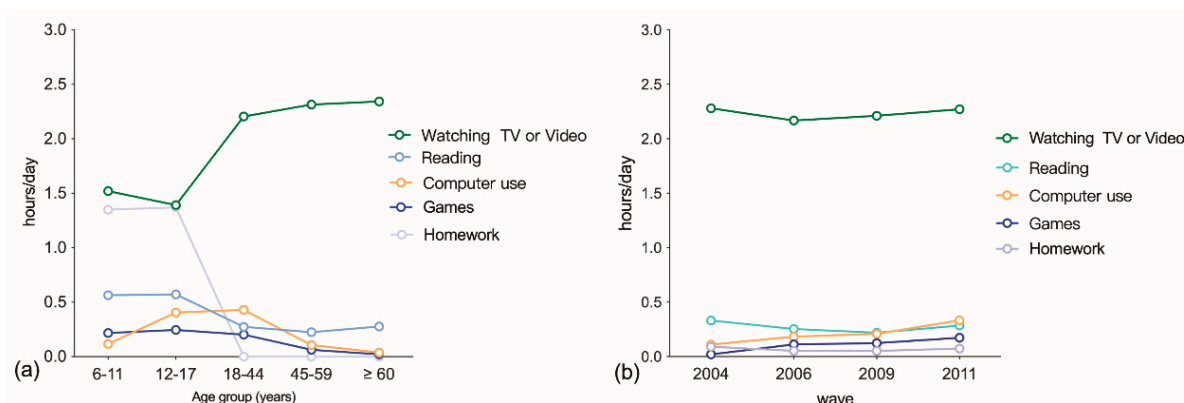 3.0
2.5
2.0
1.5
1.0
0.5
0.0
hours/day
6-11 12-17 18-44 45-59 ≥ 60
Age group (years)
(a)
Watching TV or Video
Reading
Computer use
Games
Homework
3.0
2.5
2.0
1.5
1.0
0.5
0.0
hours/day
2004 2006 2009 2011
wave
(b)
Watching TV or Video
Reading
Computer use
Games
Homework